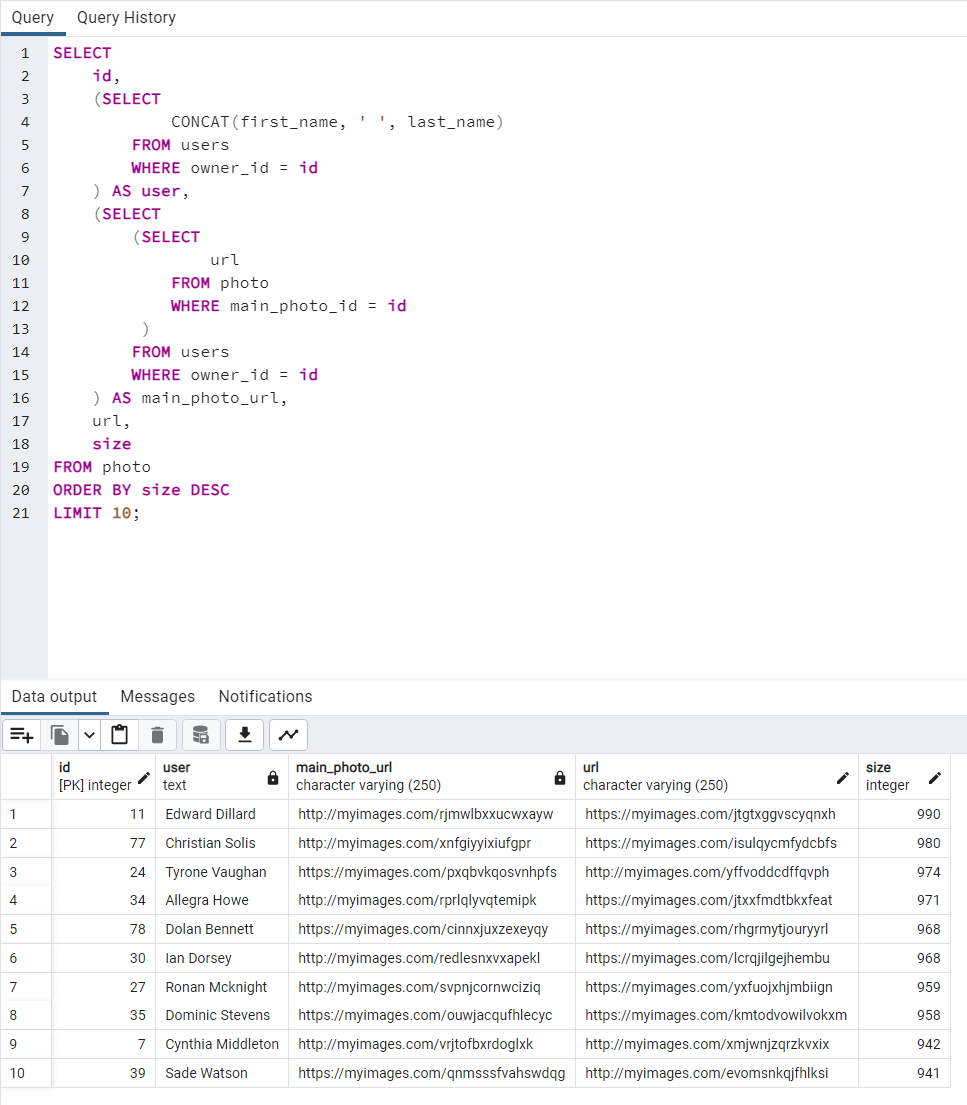 Query Query History
1 SELECT
2 id,
3 (SELECT
4 CONCAT(first_name, ' ', last_name)
5 FROM users
6 WHERE owner_id = id
7 ) AS user,
8 (SELECT
9 (SELECT
10 url
11 FROM photo
12 WHERE main_photo_id = id
13 )
14 FROM users
15 WHERE owner_id = id
16 ) AS main_photo_url,
17 url,
18 size
19 FROM photo
20 ORDER BY size DESC
21 LIMIT 10;
Data output Messages Notifications
id user main_photo_url url size
[PK] integer text character varying (250) character varying (250) integer
1 11 Edward Dillard http://myimages.com/rjmwlbxxucwxayw https://myimages.com/jtgtxggvscyqnxh 990
2 77 Christian Solis http://myimages.com/xnfgiyyixiufgpr https://myimages.com/isulqycmfydcbfs 980
3 24 Tyrone Vaughan https://myimages.com/pxqbvkqosvnhpfs https://myimages.com/yffvoddcdffqvph 974
4 34 Allegra Howe http://myimages.com/rprlqlyvqtemipk https://myimages.com/jtxxfmdtbkxfeat 971
5 78 Dolan Bennett https://myimages.com/cinnxjuxzexeyqy https://myimages.com/rhgrmytjouryyrl 968
6 30 Ian Dorsey http://myimages.com/redlesnxvxapekl https://myimages.com/lcrqjilgejhembu 968
7 27 Ronan Mcknight http://myimages.com/svpnjcornwciziq http://myimages.com/yxfuojxhjmbiign 959
8 35 Dominic Stevens https://myimages.com/ouwjacqufhlecyc https://myimages.com/kmtodvowilvokxm 958
9 7 Cynthia Middleton http://myimages.com/vrjtofbxrdoglxk http://myimages.com/xmjwnjzqrzkvxix 942
10 39 Sade Watson https://myimages.com/qnmsssfvahswdqg http://myimages.com/evomsnkqjfhlksi 941